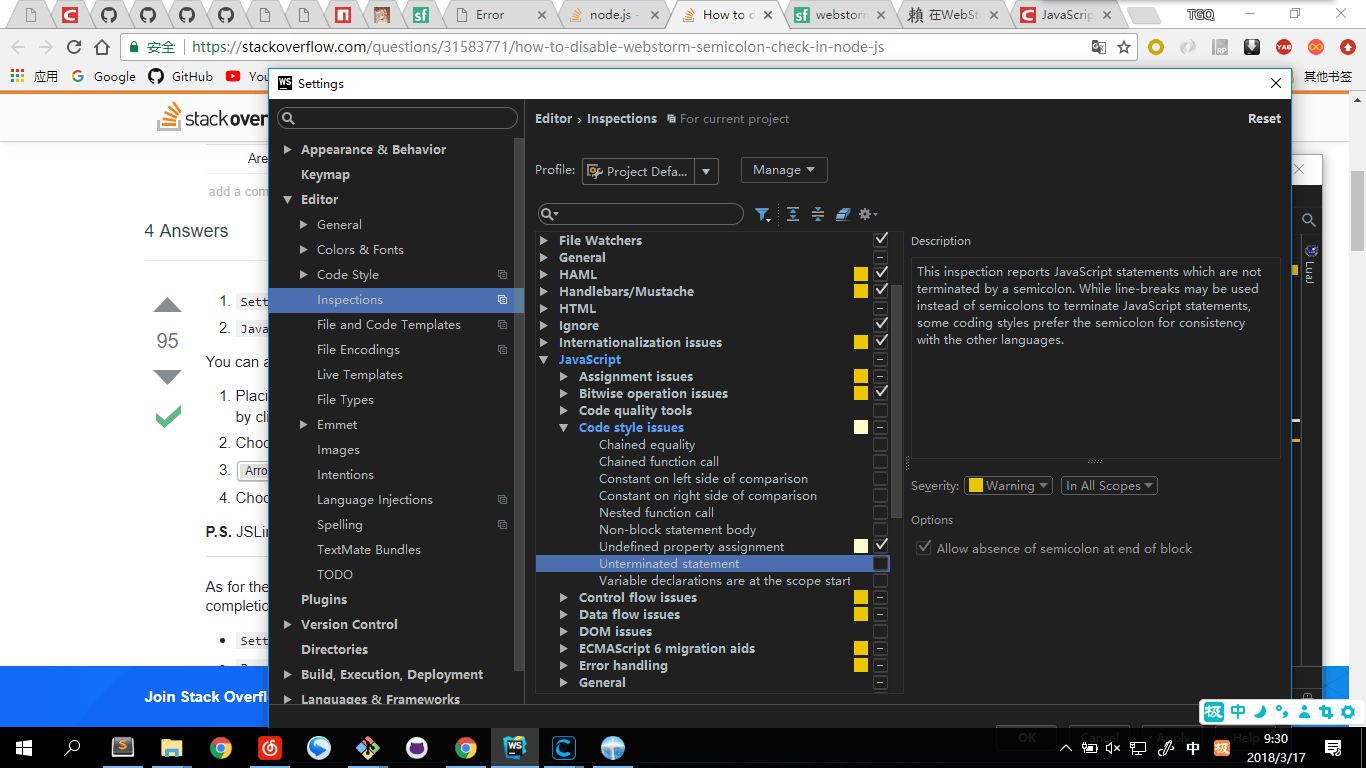 Error
node.js -
How to d
webstorm
在WebSt
JavaScrip
TGQ
安全
https://stackoverflow.com/questions/31583771/how-to-disable-webstorm-semicolon-check-in-node-js
应用
Google
GitHub
You
其他书签
WS Settings
stackover
Are
add a com
4 Answers
95
1. Sett
2. Java
You can a
1. Placi
by cli
2. Choo
3. Arro
4. Choo
P.S. JSLin
As for the
completio
Sett
Join Stack Overfl
Appearance & Behavior
Keymap
Editor
General
Colors & Fonts
Code Style
Inspections
File and Code Templates
File Encodings
Live Templates
File Types
Emmet
Images
Intentions
Language Injections
Spelling
TextMate Bundles
TODO
Plugins
Version Control
Directories
Build, Execution, Deployment
Languages & Frameworks
Editor › Inspections For current project
Reset
Profile: Project Defa... Manage
File Watchers
General
HAML
Handlebars/Mustache
HTML
Ignore
Internationalization issues
JavaScript
Assignment issues
Bitwise operation issues
Code quality tools
Code style issues
Chained equality
Chained function call
Constant on left side of comparison
Constant on right side of comparison
Nested function call
Non-block statement body
Undefined property assignment
Unterminated statement
Variable declarations are at the scope start
Control flow issues
Data flow issues
DOM issues
ECMAScript 6 migration aids
Error handling
General
Description
This inspection reports JavaScript statements which are not
terminated by a semicolon. While line-breaks may be used
instead of semicolons to terminate JavaScript statements,
some coding styles prefer the semicolon for consistency
with the other languages.
Severity: Warning In All Scopes
Options
Allow absence of semicolon at end of block
OK Cancel Apply Help
LuaJ
极 中
中
9:30
2018/3/17